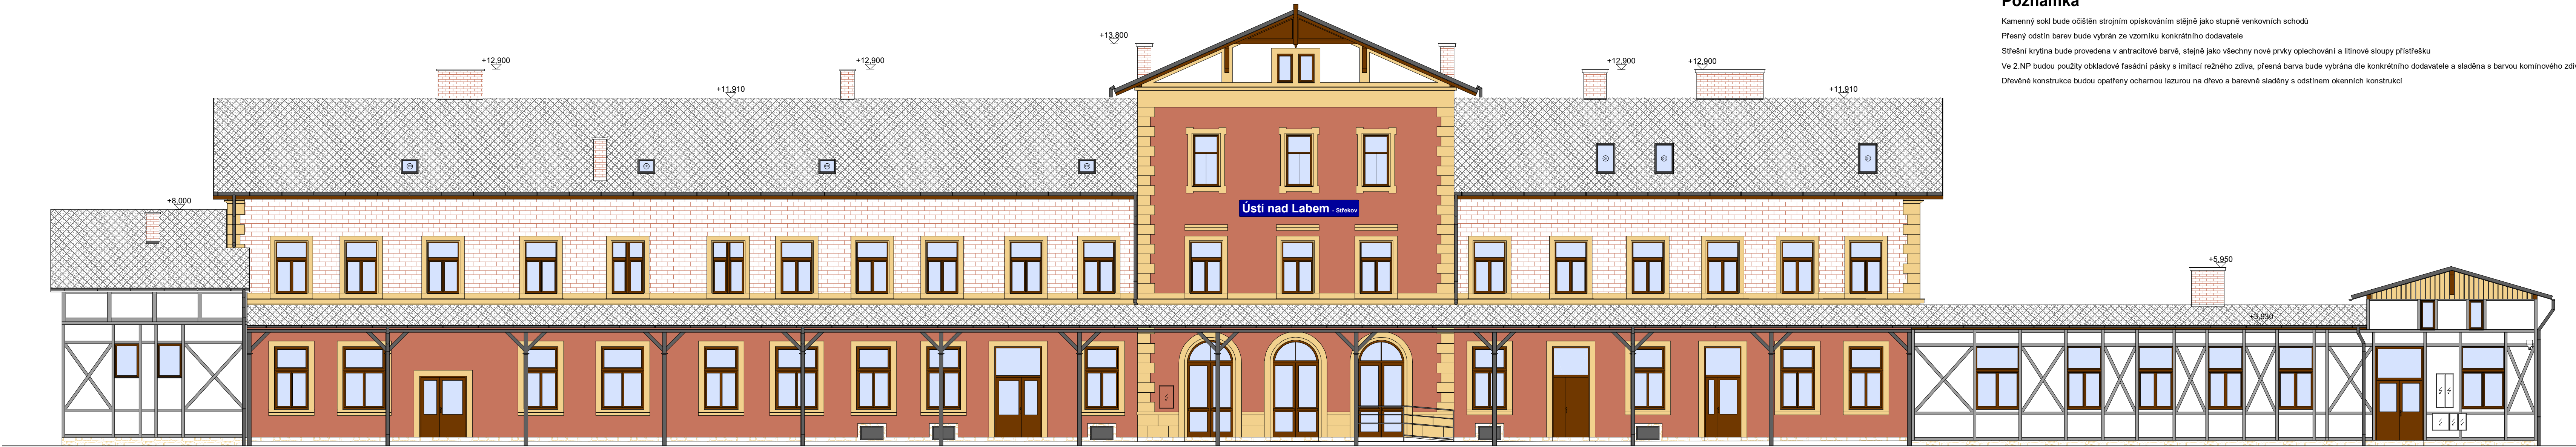 Poznámka
Kamenný sokl bude očištěn strojním opískováním stějně jako stupně venkovních schodů
Přesný odstín barev bude vybrán ze vzorníku konkrátního dodavatele
Střešní krytina bude provedena v antracitové barvě, stejně jako všechny nové prvky oplechování a litinové sloupy přístřešku
Ve 2.NP budou použity obkladové fasádní pásky s imitací režného zdiva, přesná barva bude vybrána dle konkrétního dodavatele a sladěna s barvou komínového
Dřevěné konstrukce budou opatřeny ochranou lazurou na dřevo a barevně sladěny s odstínem okenních konstrukcí
+13,800
+12,900
+12,900
+12,900
+12,900
+11,910
+11,910
+8,000
Ústí nad Labem - Střekov
+5,950
+3,930